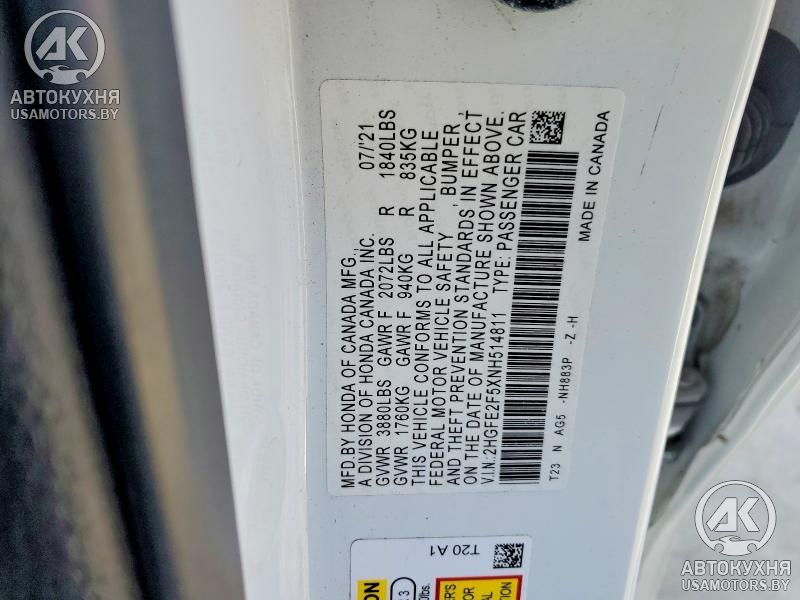 AK
АВТОКУХНЯ
USAMOTORS.BY
MFD.BY HONDA OF CANADA MFG.
A DIVISION OF HONDA CANADA INC. 07/'21
GVWR 3880LBS GAWR F 2072LBS R 1840LBS
GVWR 1760KG GAWR F 940KG R 835KG
THIS VEHICLE CONFORMS TO ALL APPLICABLE
FEDERAL MOTOR VEHICLE SAFETY , BUMPER ,
AND THEFT PREVENTION STANDARDS IN EFFECT
ON THE DATE OF MANUFACTURE SHOWN ABOVE.
V.I.N.:2HGFE2F5XNH514811 TYPE: PASSENGER CAR
T23 N AG5 -NH883P -Z -H
MADE IN CANADA
T20 A1
AK
АВТОКУХНЯ
USAMOTORS.BY